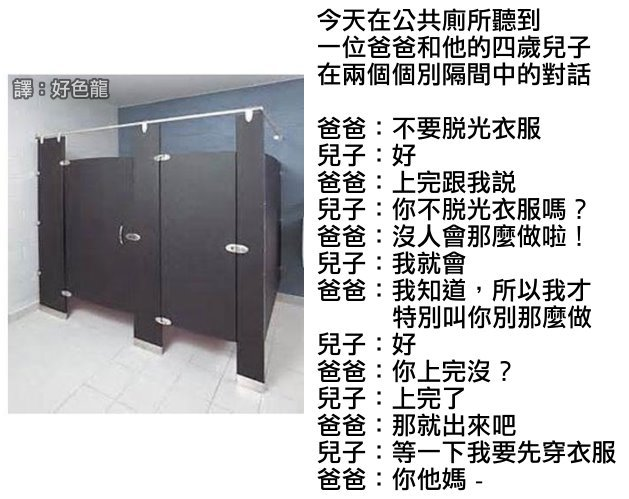 今天在公共廁所聽到
一位爸爸和他的四歲兒子
在兩個個別隔間中的對話
譯：好色龍
爸爸：不要脫光衣服
兒子：好
爸爸：上完跟我說
兒子：你不脫光衣服嗎？
爸爸：沒人會那麼做啦！
兒子：我就會
爸爸：我知道，所以我才
特別叫你別那麼做
兒子：好
爸爸：你上完沒？
兒子：上完了
爸爸：那就出來吧
兒子：等一下我要先穿衣服
爸爸：你他媽 -